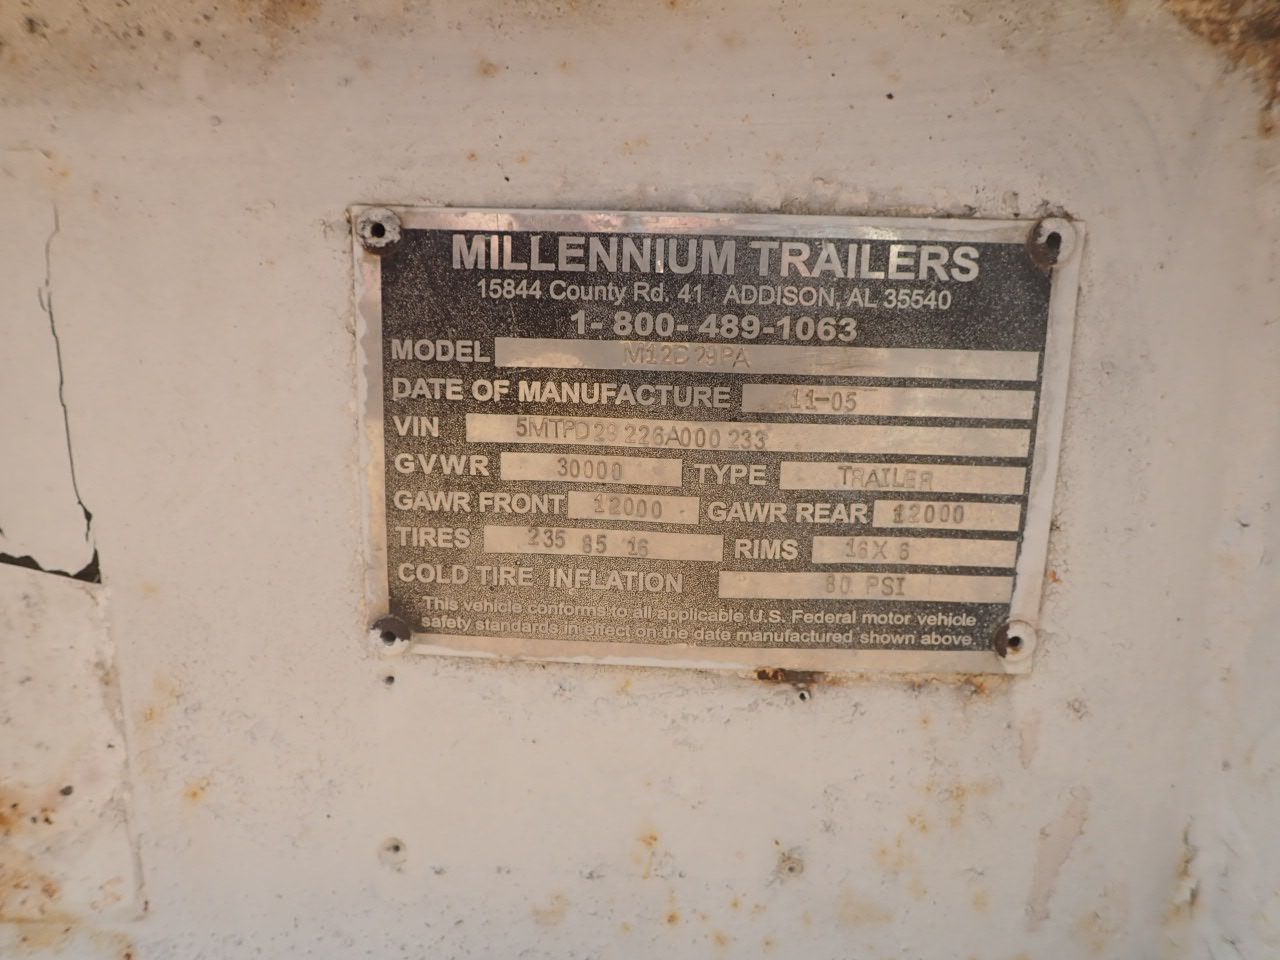 MILLENNIUM TRAILERS
15844 County Rd. 41 ADDISON, AL 35540
1-800-489-1063
MODEL M12D29PA
DATE OF MANUFACTURE 11-05
VIN 5MTPD29226A000233
GVWR 30000 TYPE TRAILER
GAWR FRONT 12000 GAWR REAR 12000
TIRES 235 85 16 RIMS 16X6
COLD TIRE INFLATION 80 PSI
This vehicle conforms to all applicable U.S. Federal motor vehicle
safety standards in effect on the date manufactured shown above.